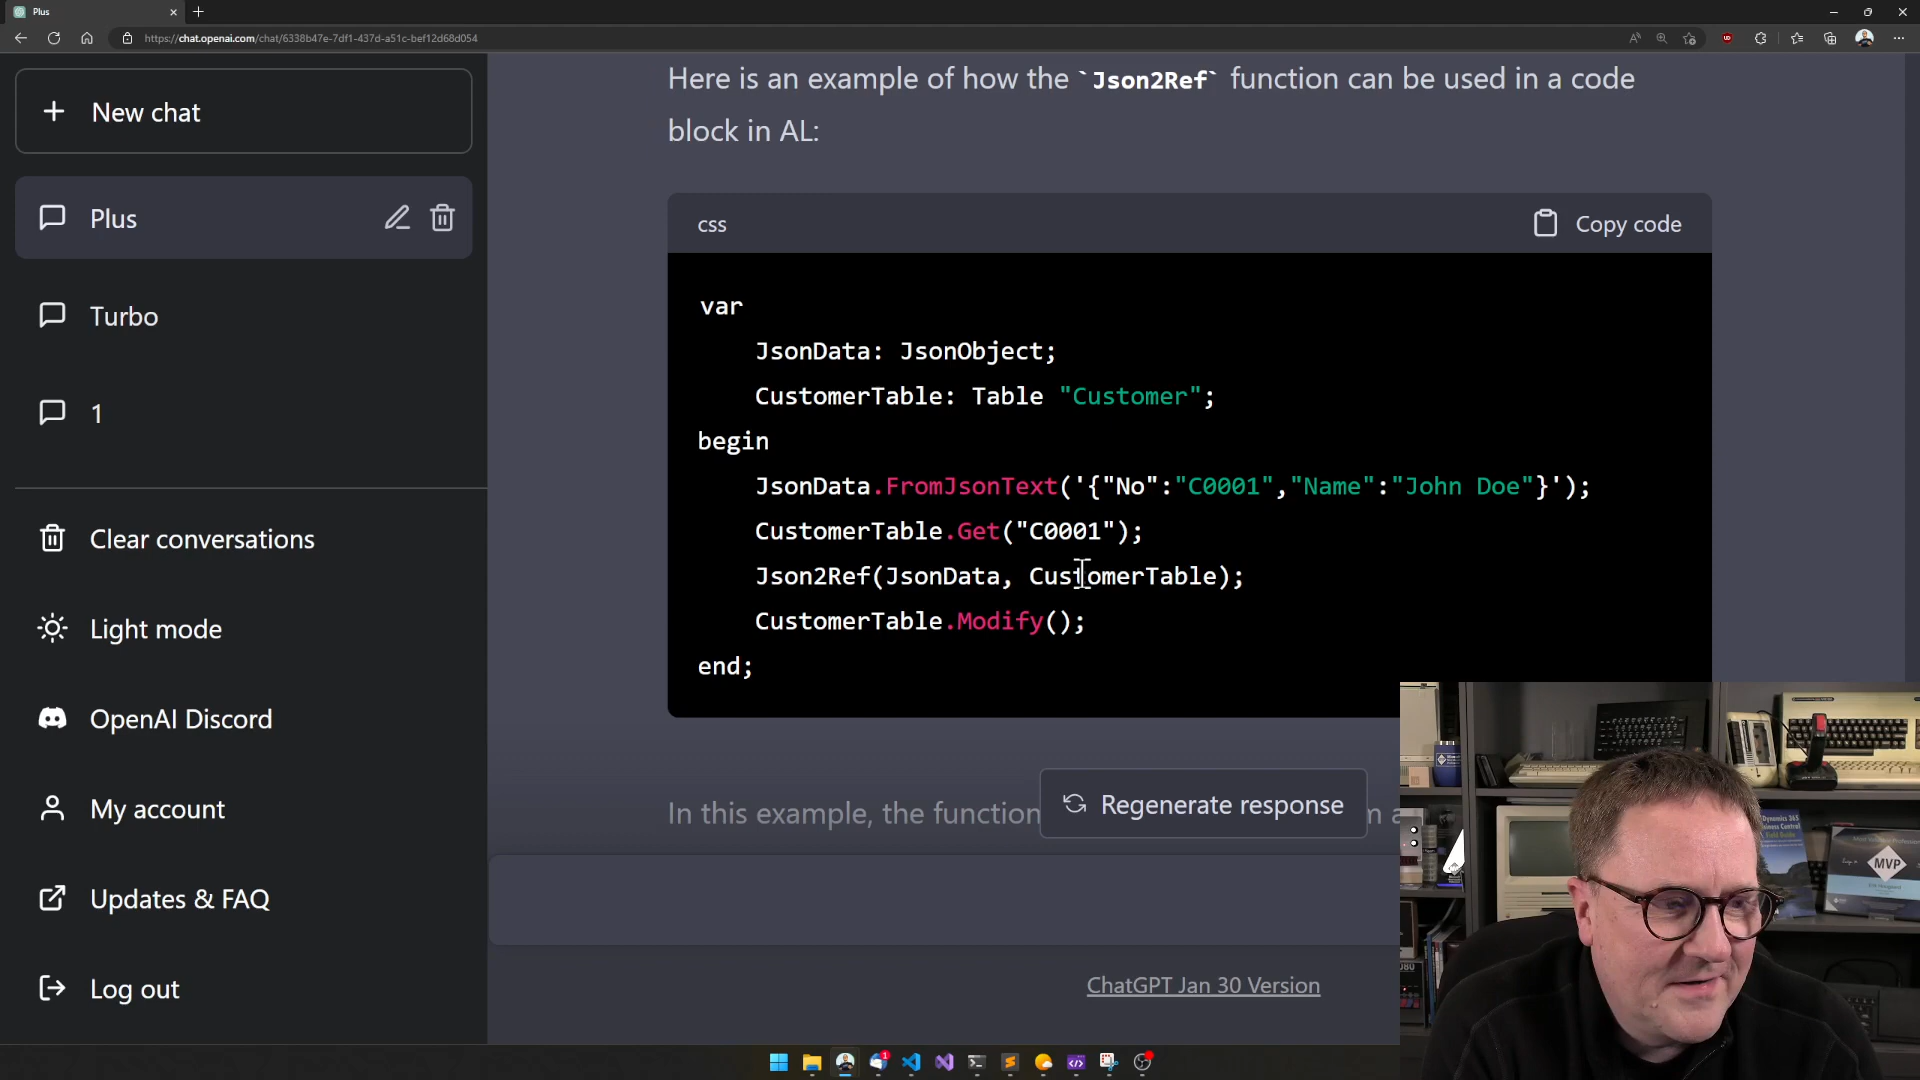 Plus
https://chat.openai.com/chat/6338b47e-7df1-437d-a51c-bef12d68d054
New chat
Plus
Turbo
1
Clear conversations
Light mode
OpenAI Discord
My account
Updates & FAQ
Log out
Here is an example of how the `Json2Ref` function can be used in a code
block in AL:
css
Copy code
var
JsonData: JsonObject;
CustomerTable: Table "Customer";
begin
JsonData.FromJsonText('{"No":"C0001","Name":"John Doe"}');
CustomerTable.Get("C0001");
Json2Ref(JsonData, CustomerTable);
CustomerTable.Modify();
end;
In this example, the function
Regenerate response
ChatGPT Jan 30 Version
MVP